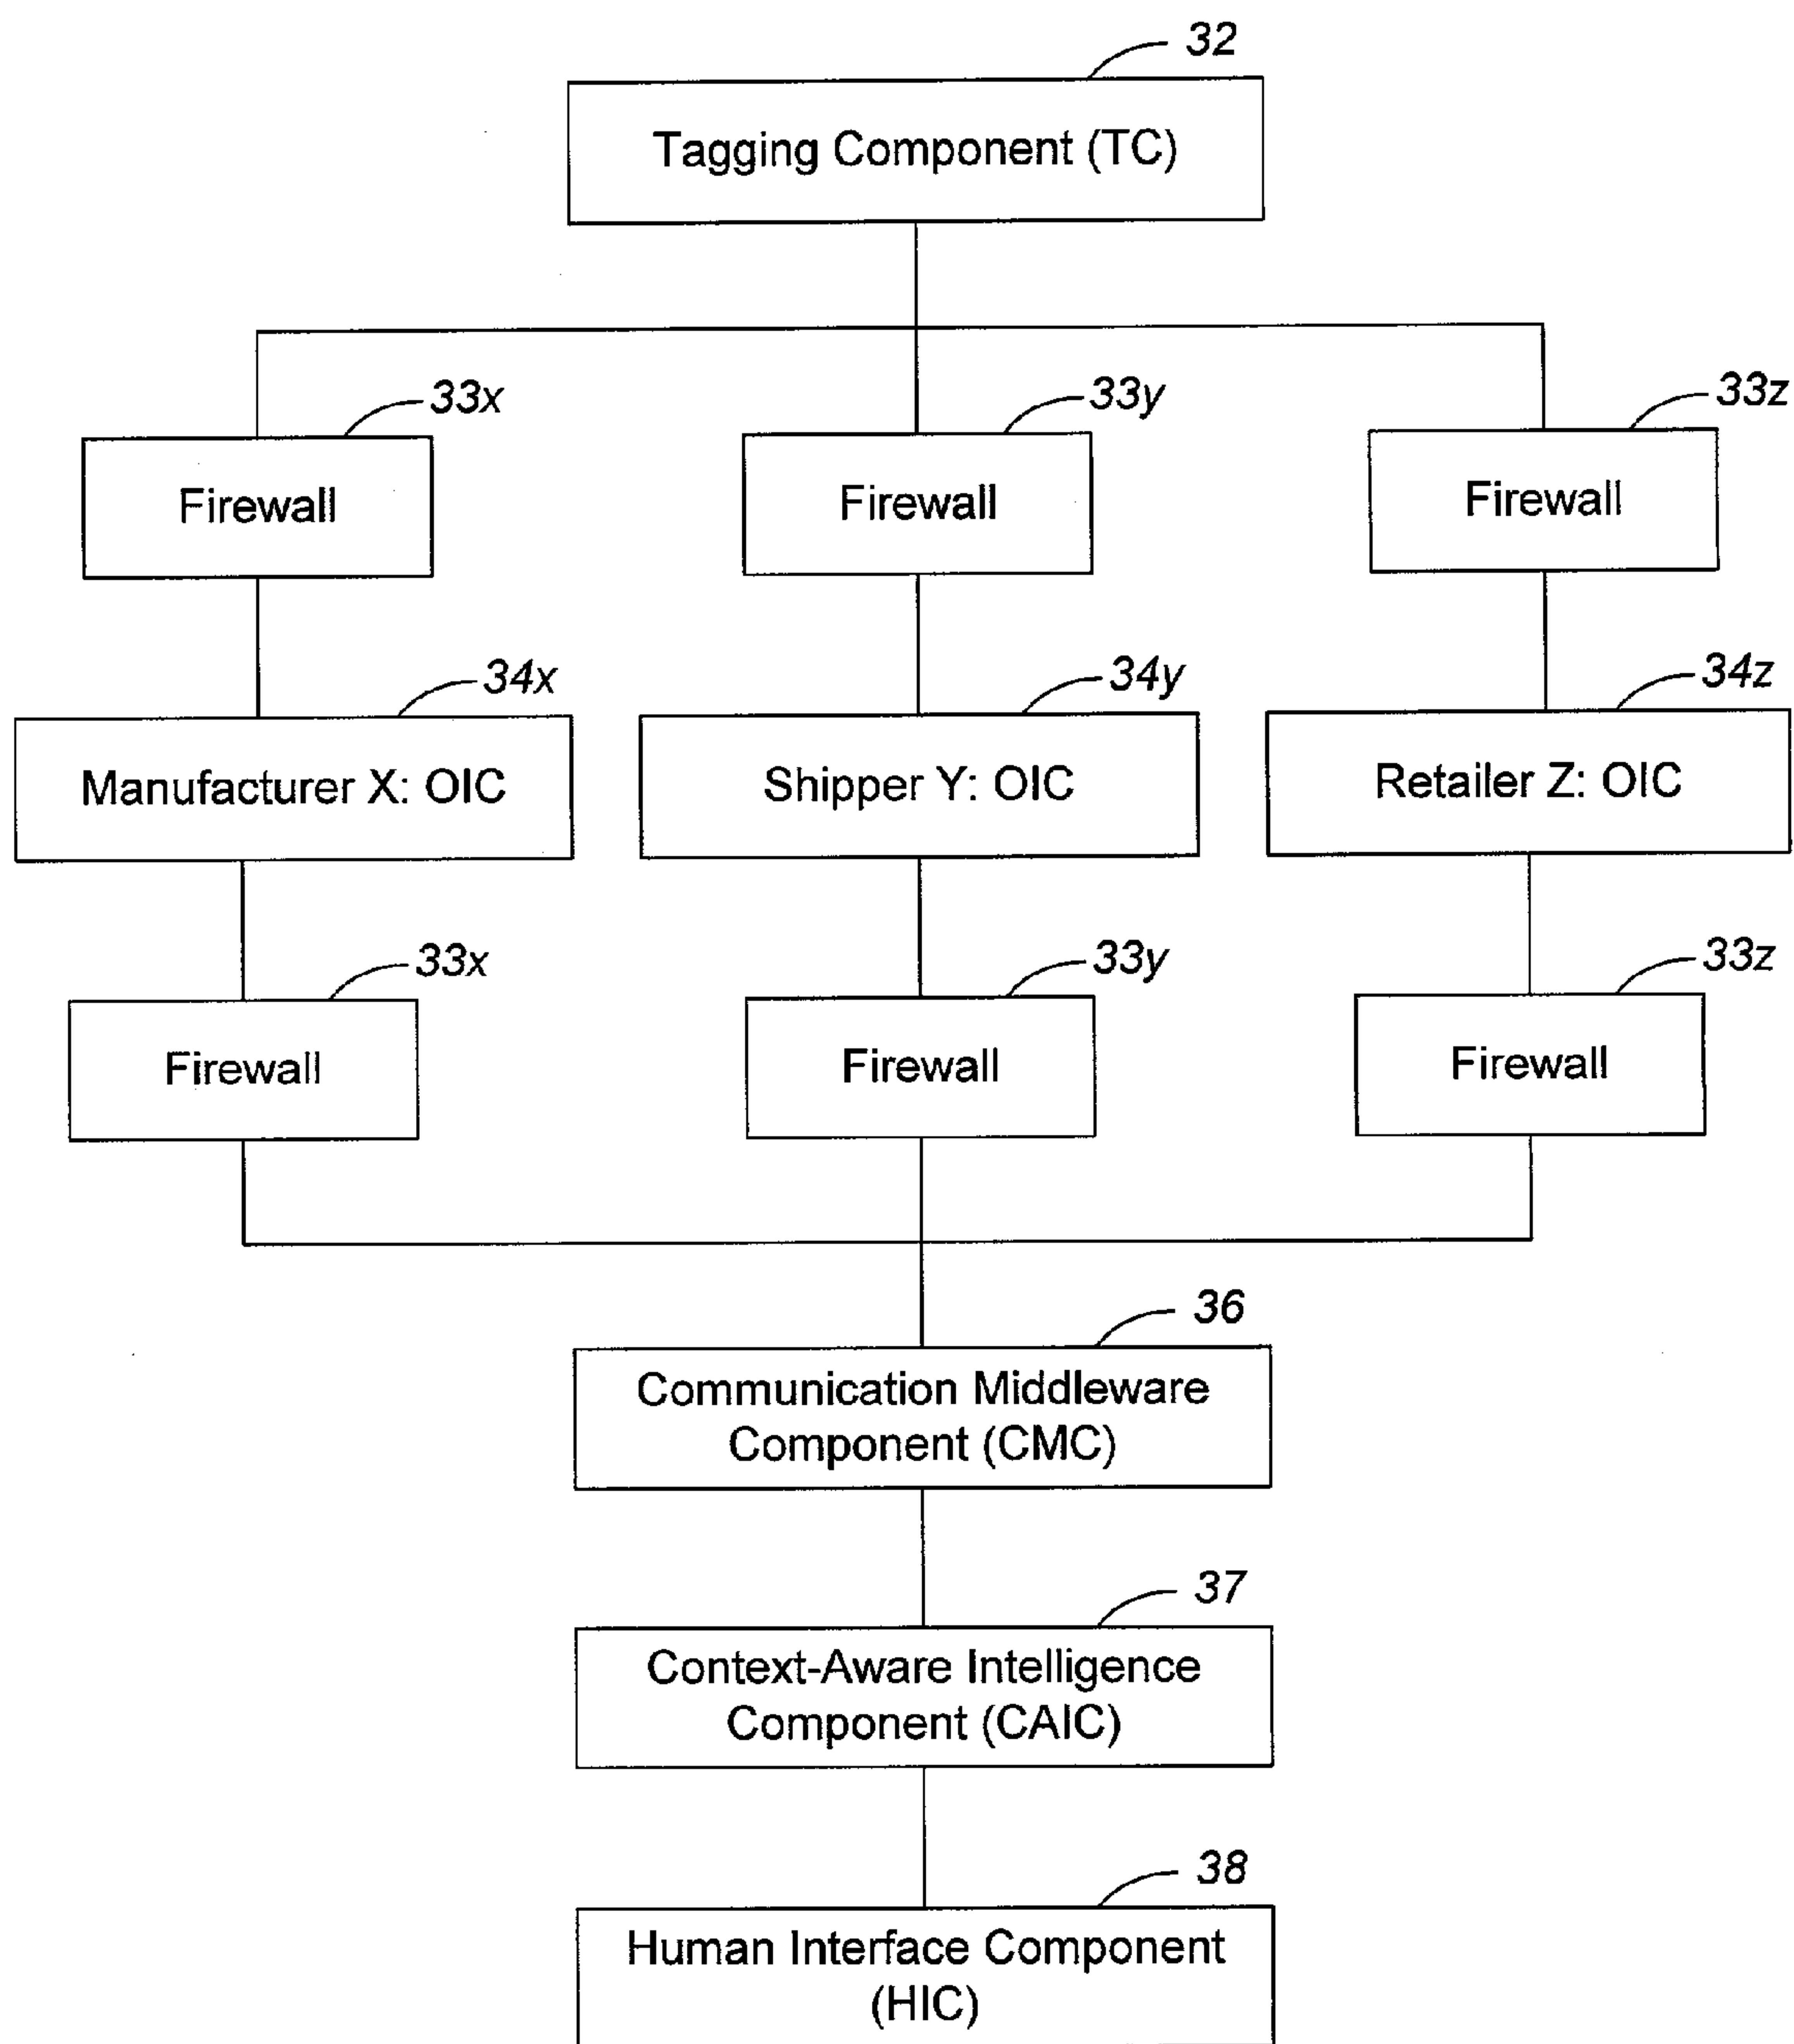 32
Tagging Component (TC)
33x
33y
33z
Firewall
Firewall
Firewall
34x
34y
34z
Manufacturer X: OIC
Shipper Y: OIC
Retailer Z: OIC
33x
33y
33z
Firewall
Firewall
Firewall
36
Communication Middleware
Component (CMC)
37
Context-Aware Intelligence
Component (CAIC)
38
Human Interface Component
(HIC)